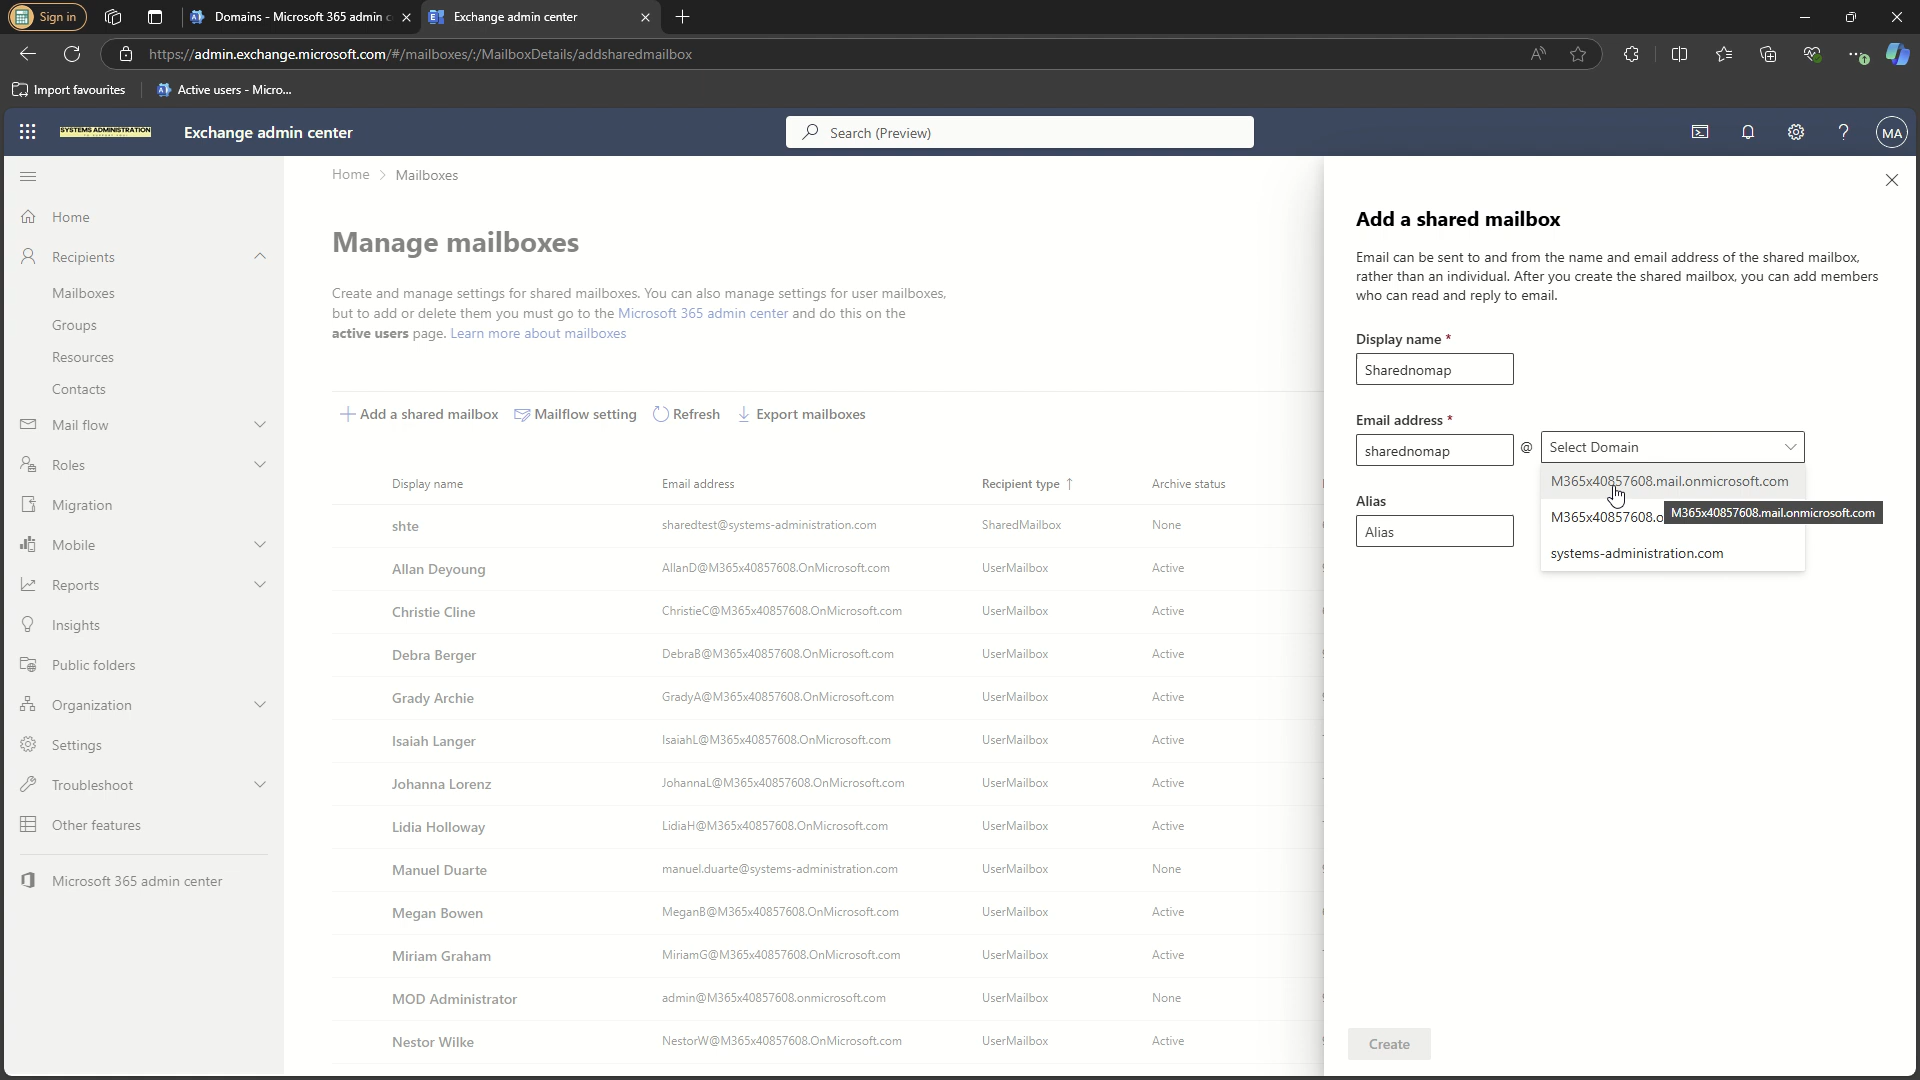 Sign in
Domains - Microsoft 365 admin c
Exchange admin center
https://admin.exchange.microsoft.com/#/mailboxes/:/MailboxDetails/addsharedmailbox
Import favourites
Active users - Micro...
SYSTEMS ADMINISTRATION
Exchange admin center
Search (Preview)
MA
Home
Recipients
Mailboxes
Groups
Resources
Contacts
Mail flow
Roles
Migration
Mobile
Reports
Insights
Public folders
Organization
Settings
Troubleshoot
Other features
Microsoft 365 admin center
Home > Mailboxes
Manage mailboxes
Create and manage settings for shared mailboxes. You can also manage settings for user mailboxes,
but to add or delete them you must go to the Microsoft 365 admin center and do this on the
active users page. Learn more about mailboxes
Add a shared mailbox
Mailflow setting
Refresh
Export mailboxes
Display name Email address Recipient type ↑ Archive status
shte sharedtest@systems-administration.com SharedMailbox None
Allan Deyoung AllanD@M365x40857608.OnMicrosoft.com UserMailbox Active
Christie Cline ChristieC@M365x40857608.OnMicrosoft.com UserMailbox Active
Debra Berger DebraB@M365x40857608.OnMicrosoft.com UserMailbox Active
Grady Archie GradyA@M365x40857608.OnMicrosoft.com UserMailbox Active
Isaiah Langer IsaiahL@M365x40857608.OnMicrosoft.com UserMailbox Active
Johanna Lorenz JohannaL@M365x40857608.OnMicrosoft.com UserMailbox Active
Lidia Holloway LidiaH@M365x40857608.OnMicrosoft.com UserMailbox Active
Manuel Duarte manuel.duarte@systems-administration.com UserMailbox None
Megan Bowen MeganB@M365x40857608.OnMicrosoft.com UserMailbox Active
Miriam Graham MiriamG@M365x40857608.OnMicrosoft.com UserMailbox Active
MOD Administrator admin@M365x40857608.onmicrosoft.com UserMailbox None
Nestor Wilke NestorW@M365x40857608.OnMicrosoft.com UserMailbox Active
Add a shared mailbox
Email can be sent to and from the name and email address of the shared mailbox,
rather than an individual. After you create the shared mailbox, you can add members
who can read and reply to email.
Display name *
Sharednomap
Email address *
sharednomap @ Select Domain
M365x40857608.mail.onmicrosoft.com
M365x40857608.o
M365x40857608.mail.onmicrosoft.com
systems-administration.com
Alias
Alias
Create